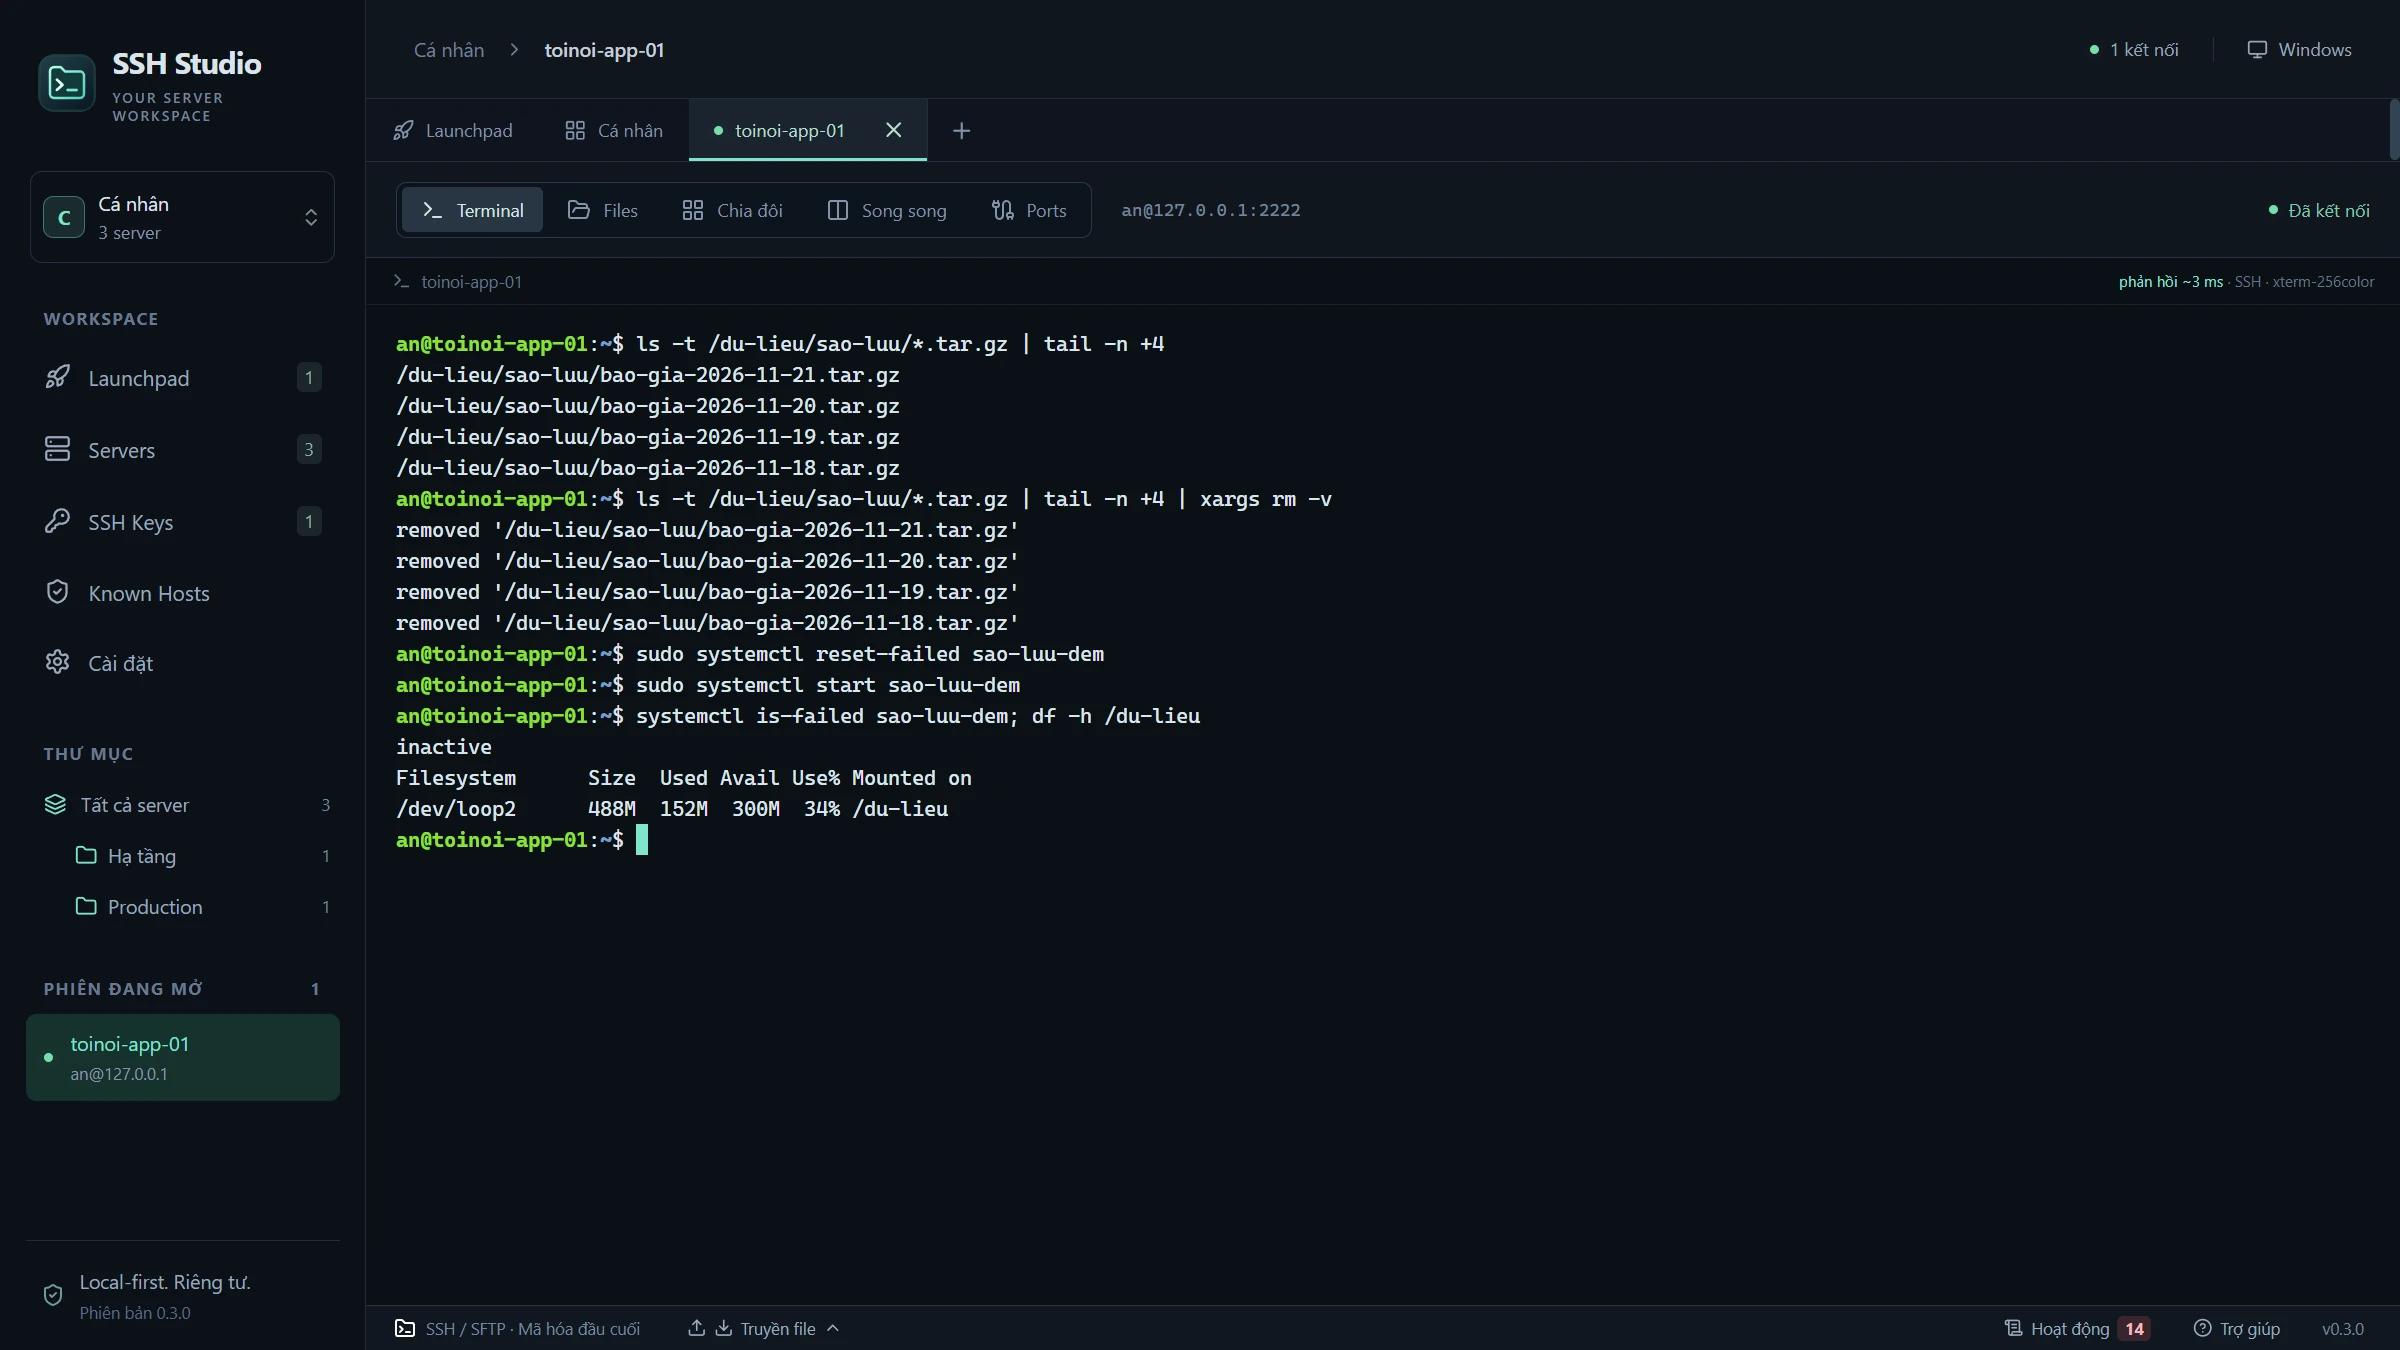 SSH Studio
YOUR SERVER
WORKSPACE
C
Cá nhân
3 server
WORKSPACE
Launchpad 1
Servers 3
SSH Keys 1
Known Hosts
Cài đặt
THƯ MỤC
Tất cả server 3
Hạ tầng 1
Production 1
PHIÊN ĐANG MỞ 1
toinoi-app-01
an@127.0.0.1
Local-first. Riêng tư.
Phiên bản 0.3.0
Cá nhân > toinoi-app-01
1 kết nối
Windows
Launchpad
Cá nhân
toinoi-app-01
Terminal
Files
Chia đôi
Song song
Ports
an@127.0.0.1:2222
Đã kết nối
toinoi-app-01
phản hồi ~3 ms · SSH · xterm-256color
an@toinoi-app-01:~$ ls -t /du-lieu/sao-luu/*.tar.gz | tail -n +4
/du-lieu/sao-luu/bao-gia-2026-11-21.tar.gz
/du-lieu/sao-luu/bao-gia-2026-11-20.tar.gz
/du-lieu/sao-luu/bao-gia-2026-11-19.tar.gz
/du-lieu/sao-luu/bao-gia-2026-11-18.tar.gz
an@toinoi-app-01:~$ ls -t /du-lieu/sao-luu/*.tar.gz | tail -n +4 | xargs rm -v
removed '/du-lieu/sao-luu/bao-gia-2026-11-21.tar.gz'
removed '/du-lieu/sao-luu/bao-gia-2026-11-20.tar.gz'
removed '/du-lieu/sao-luu/bao-gia-2026-11-19.tar.gz'
removed '/du-lieu/sao-luu/bao-gia-2026-11-18.tar.gz'
an@toinoi-app-01:~$ sudo systemctl reset-failed sao-luu-dem
an@toinoi-app-01:~$ sudo systemctl start sao-luu-dem
an@toinoi-app-01:~$ systemctl is-failed sao-luu-dem; df -h /du-lieu
inactive
Filesystem      Size  Used Avail Use% Mounted on
/dev/loop2      488M  152M  300M  34% /du-lieu
an@toinoi-app-01:~$
SSH / SFTP · Mã hóa đầu cuối
Truyền file
Hoạt động 14
Trợ giúp
v0.3.0